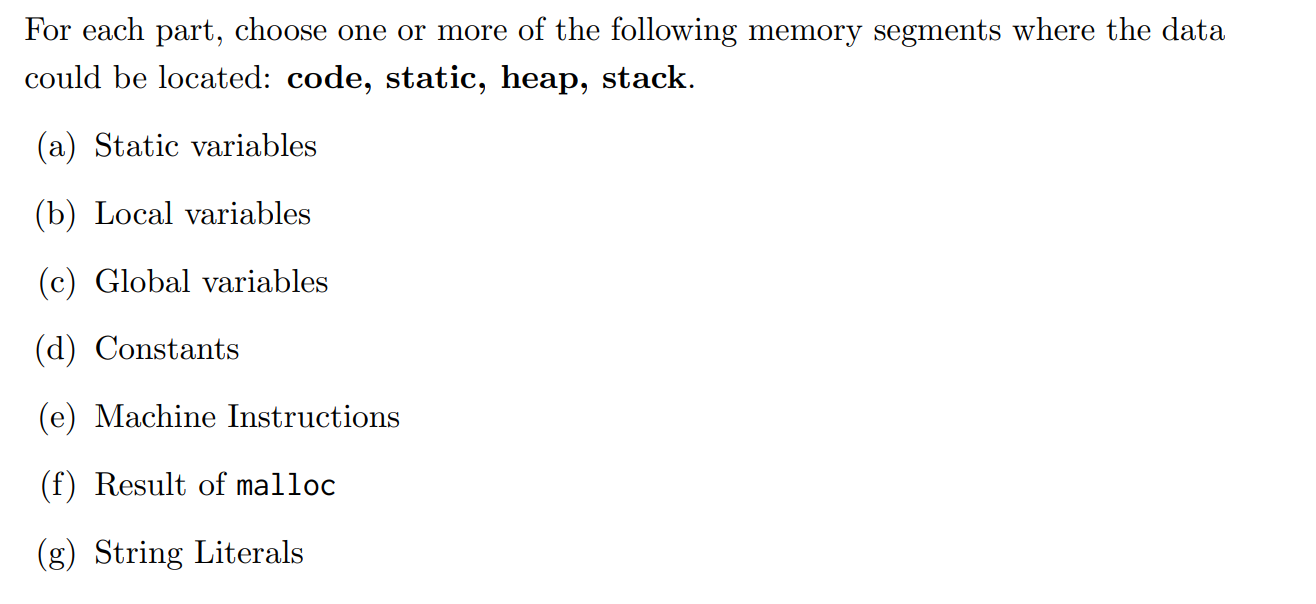 For each part, choose one or more of the following memory segments where the data
could be located: code, static, heap, stack.
(a) Static variables
(b) Local variables
(c) Global variables
(d) Constants
(e) Machine Instructions
(f) Result of malloc
(g) String Literals